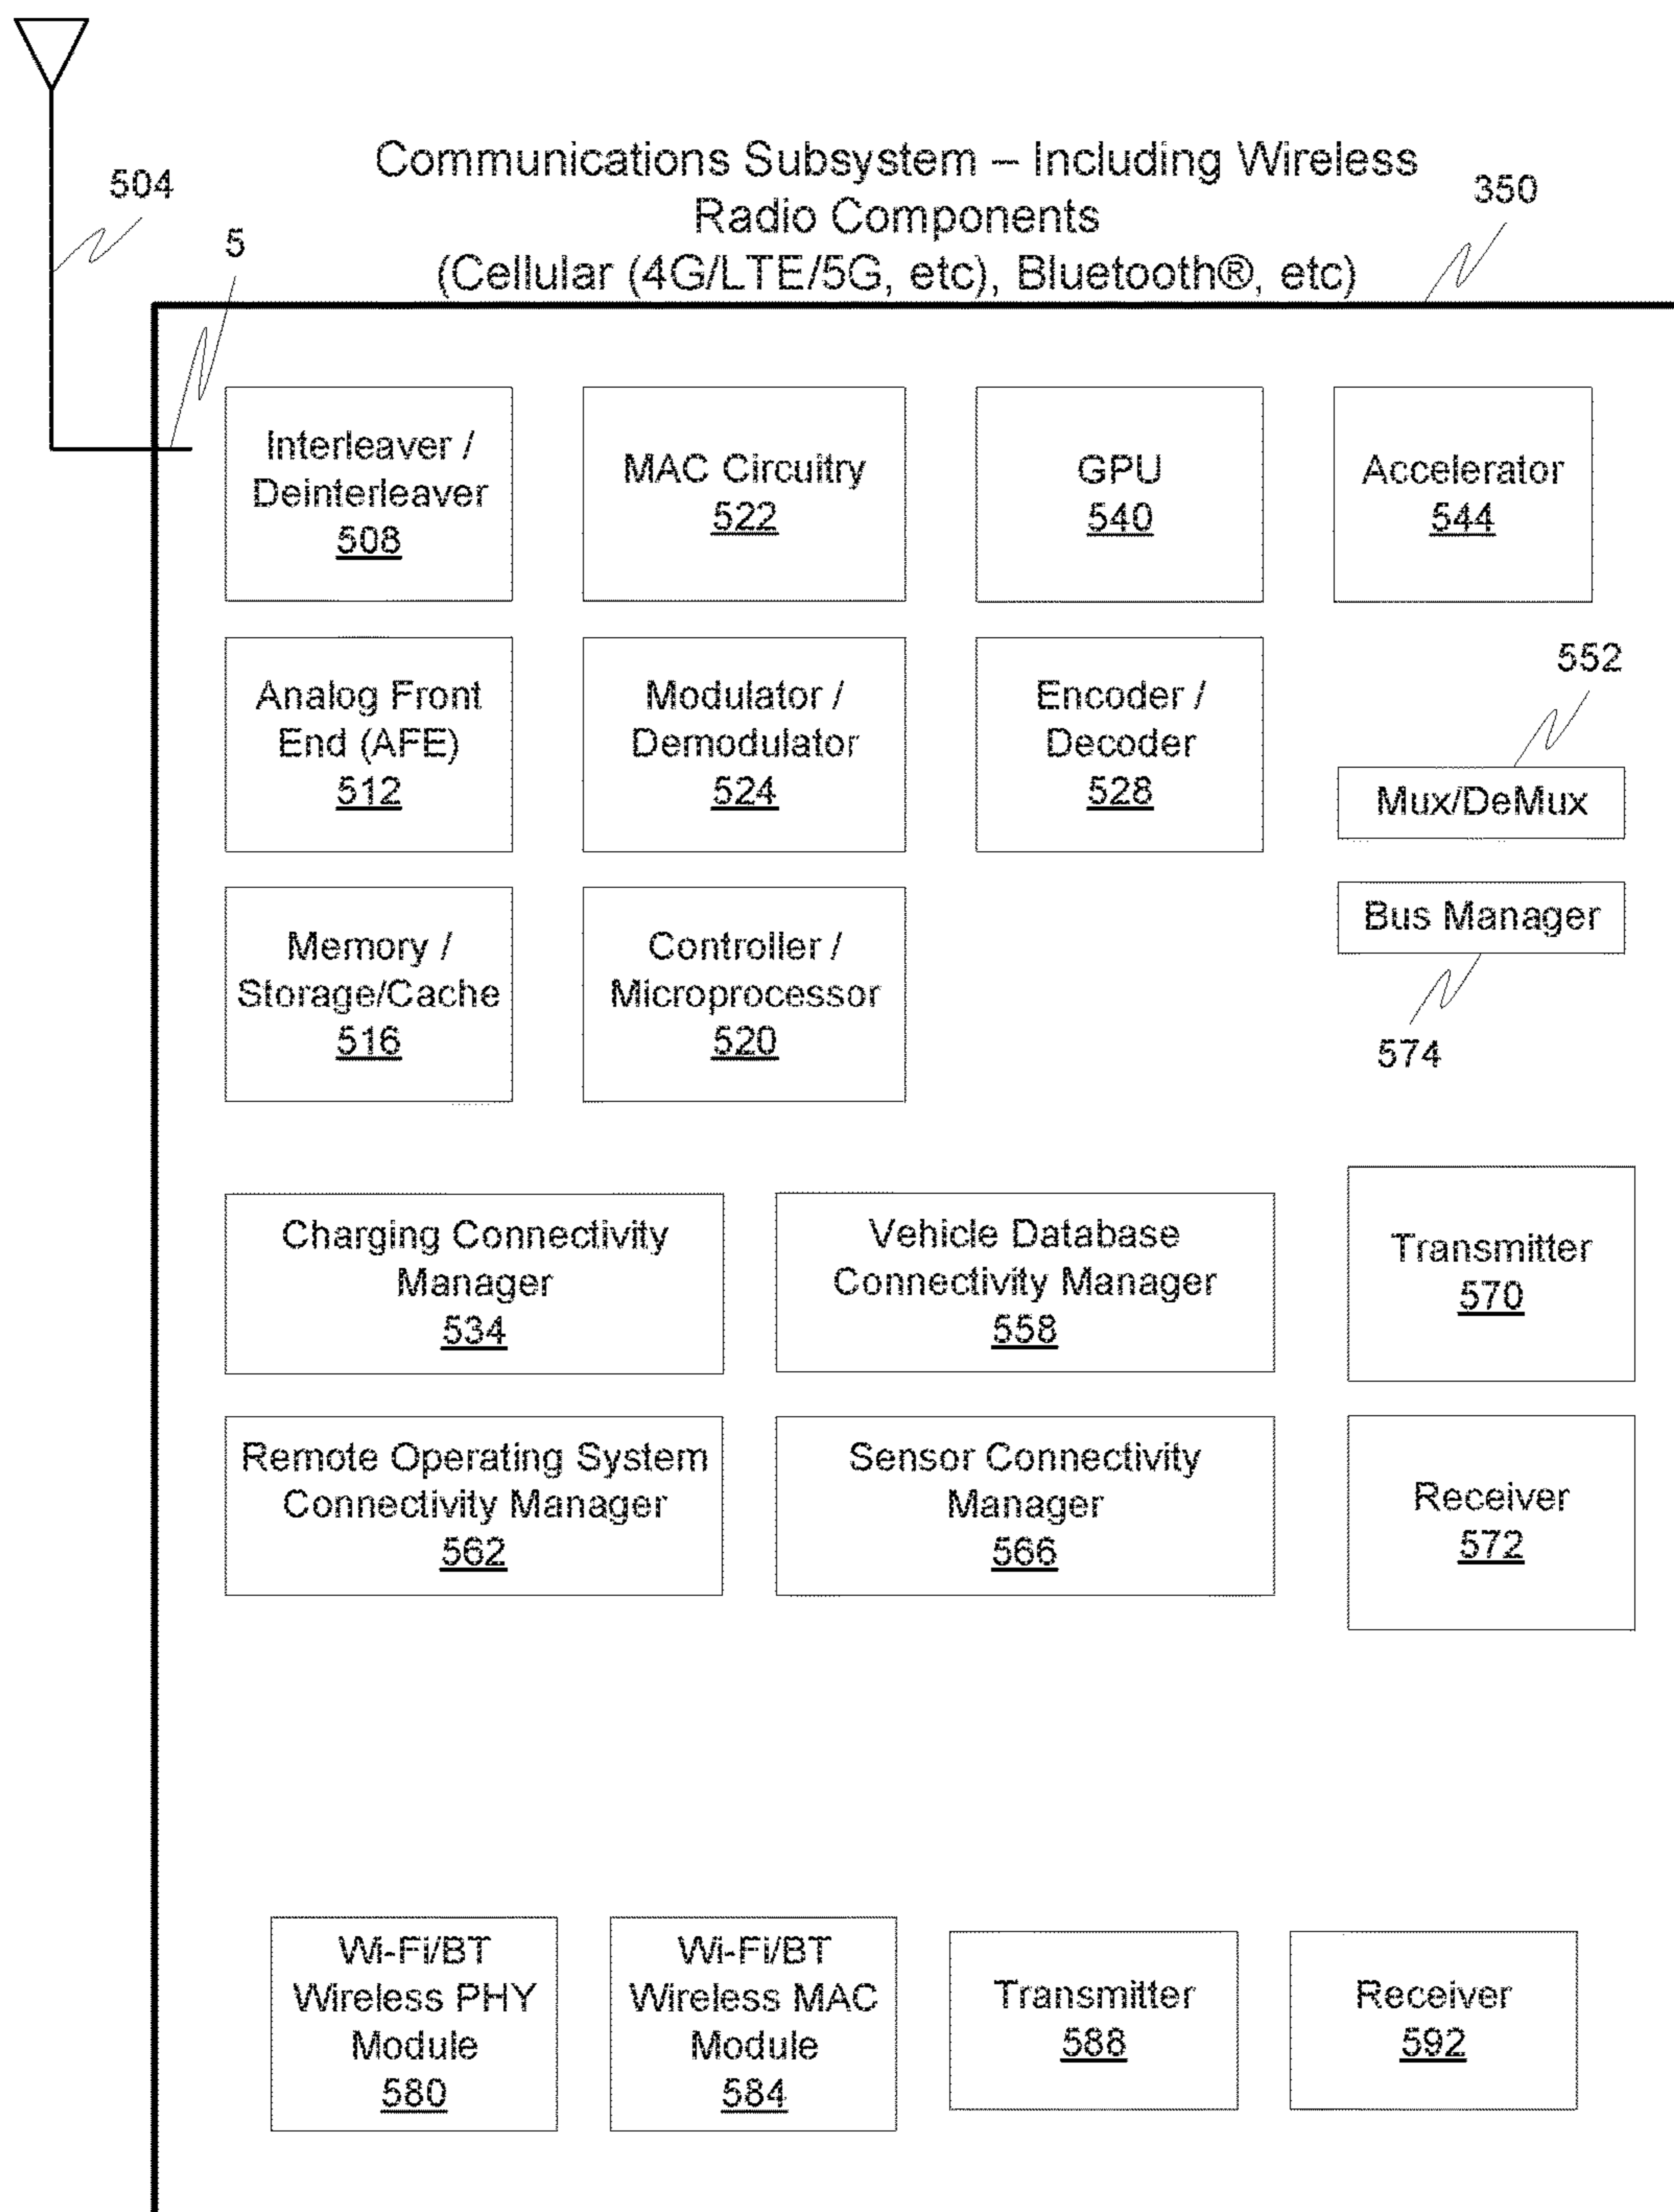 Communications Subsystem – Including Wireless
Radio Components
(Cellular (4G/LTE/5G, etc), Bluetooth®, etc)
504
5
350
Interleaver /
Deinterleaver
508
MAC Circuitry
522
GPU
540
Accelerator
544
Analog Front
End (AFE)
512
Modulator /
Demodulator
524
Encoder /
Decoder
528
552
Mux/DeMux
Bus Manager
574
Memory /
Storage/Cache
516
Controller /
Microprocessor
520
Charging Connectivity
Manager
534
Vehicle Database
Connectivity Manager
558
Transmitter
570
Remote Operating System
Connectivity Manager
562
Sensor Connectivity
Manager
566
Receiver
572
Wi-Fi/BT
Wireless PHY
Module
580
Wi-Fi/BT
Wireless MAC
Module
584
Transmitter
588
Receiver
592